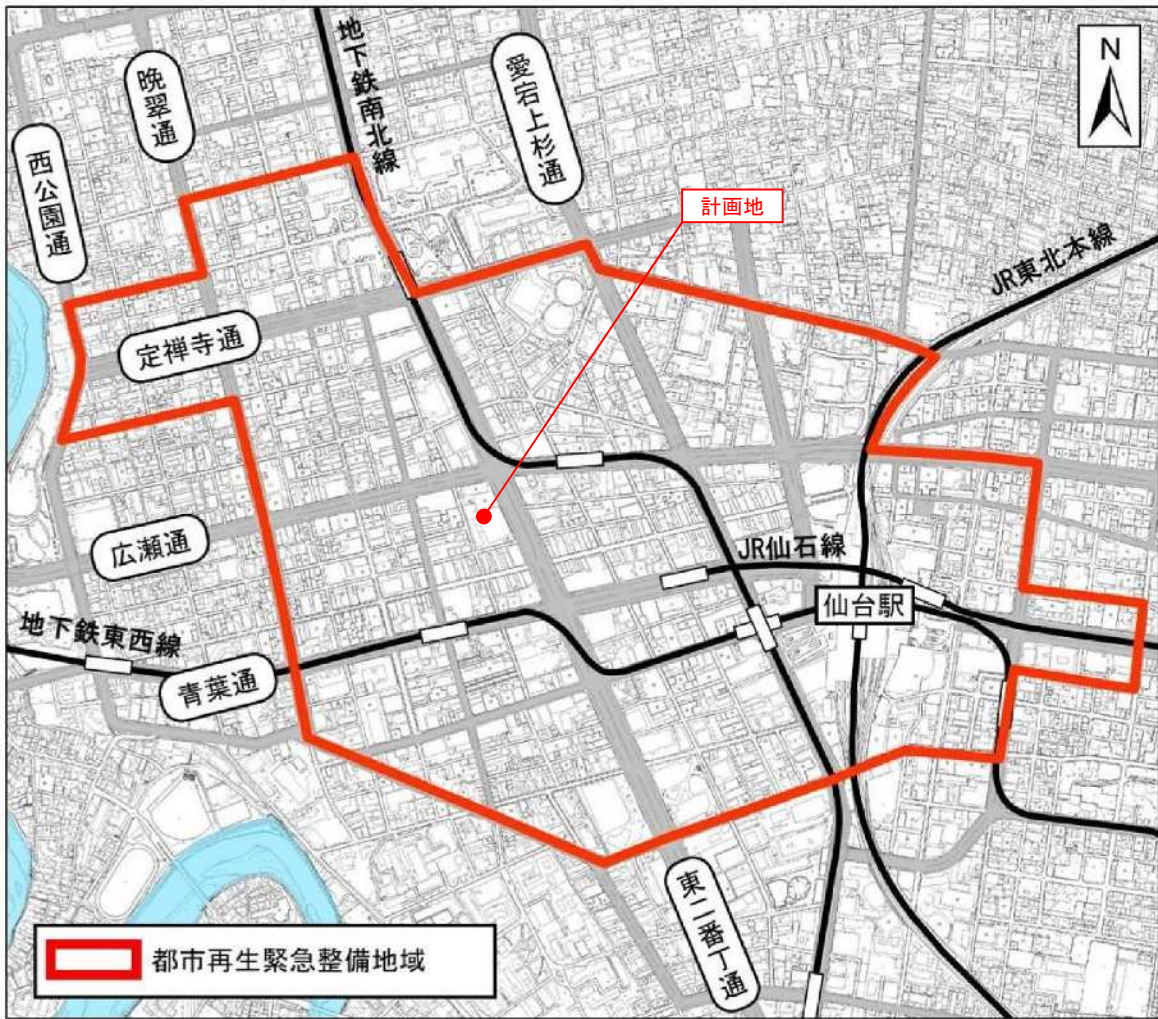 N
地下鉄南北線
愛宕上杉通
晩翠通
西公園通
計画地
JR東北本線
定禅寺通
広瀬通
JR仙石線
仙台駅
地下鉄東西線
青葉通
東二番丁通
都市再生緊急整備地域